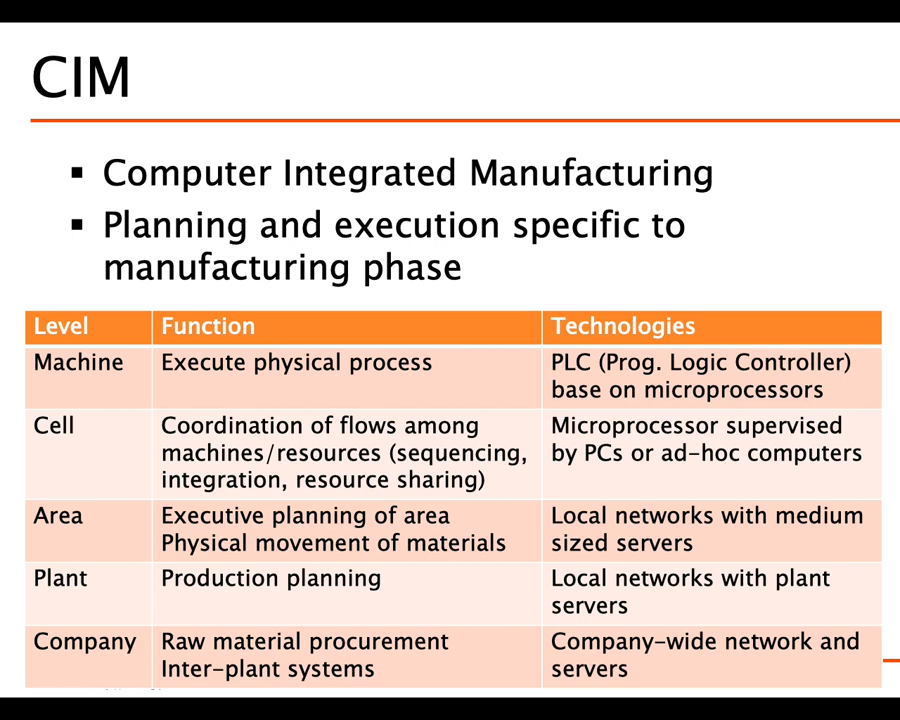 CIM
▪ Computer Integrated Manufacturing
▪ Planning and execution specific to
manufacturing phase
Level Function Technologies
Machine Execute physical process PLC (Prog. Logic Controller)
base on microprocessors
Cell Coordination of flows among Microprocessor supervised
machines/resources (sequencing, by PCs or ad-hoc computers
integration, resource sharing)
Area Executive planning of area Local networks with medium
Physical movement of materials sized servers
Plant Production planning Local networks with plant
servers
Company Raw material procurement Company-wide network and
Inter-plant systems servers